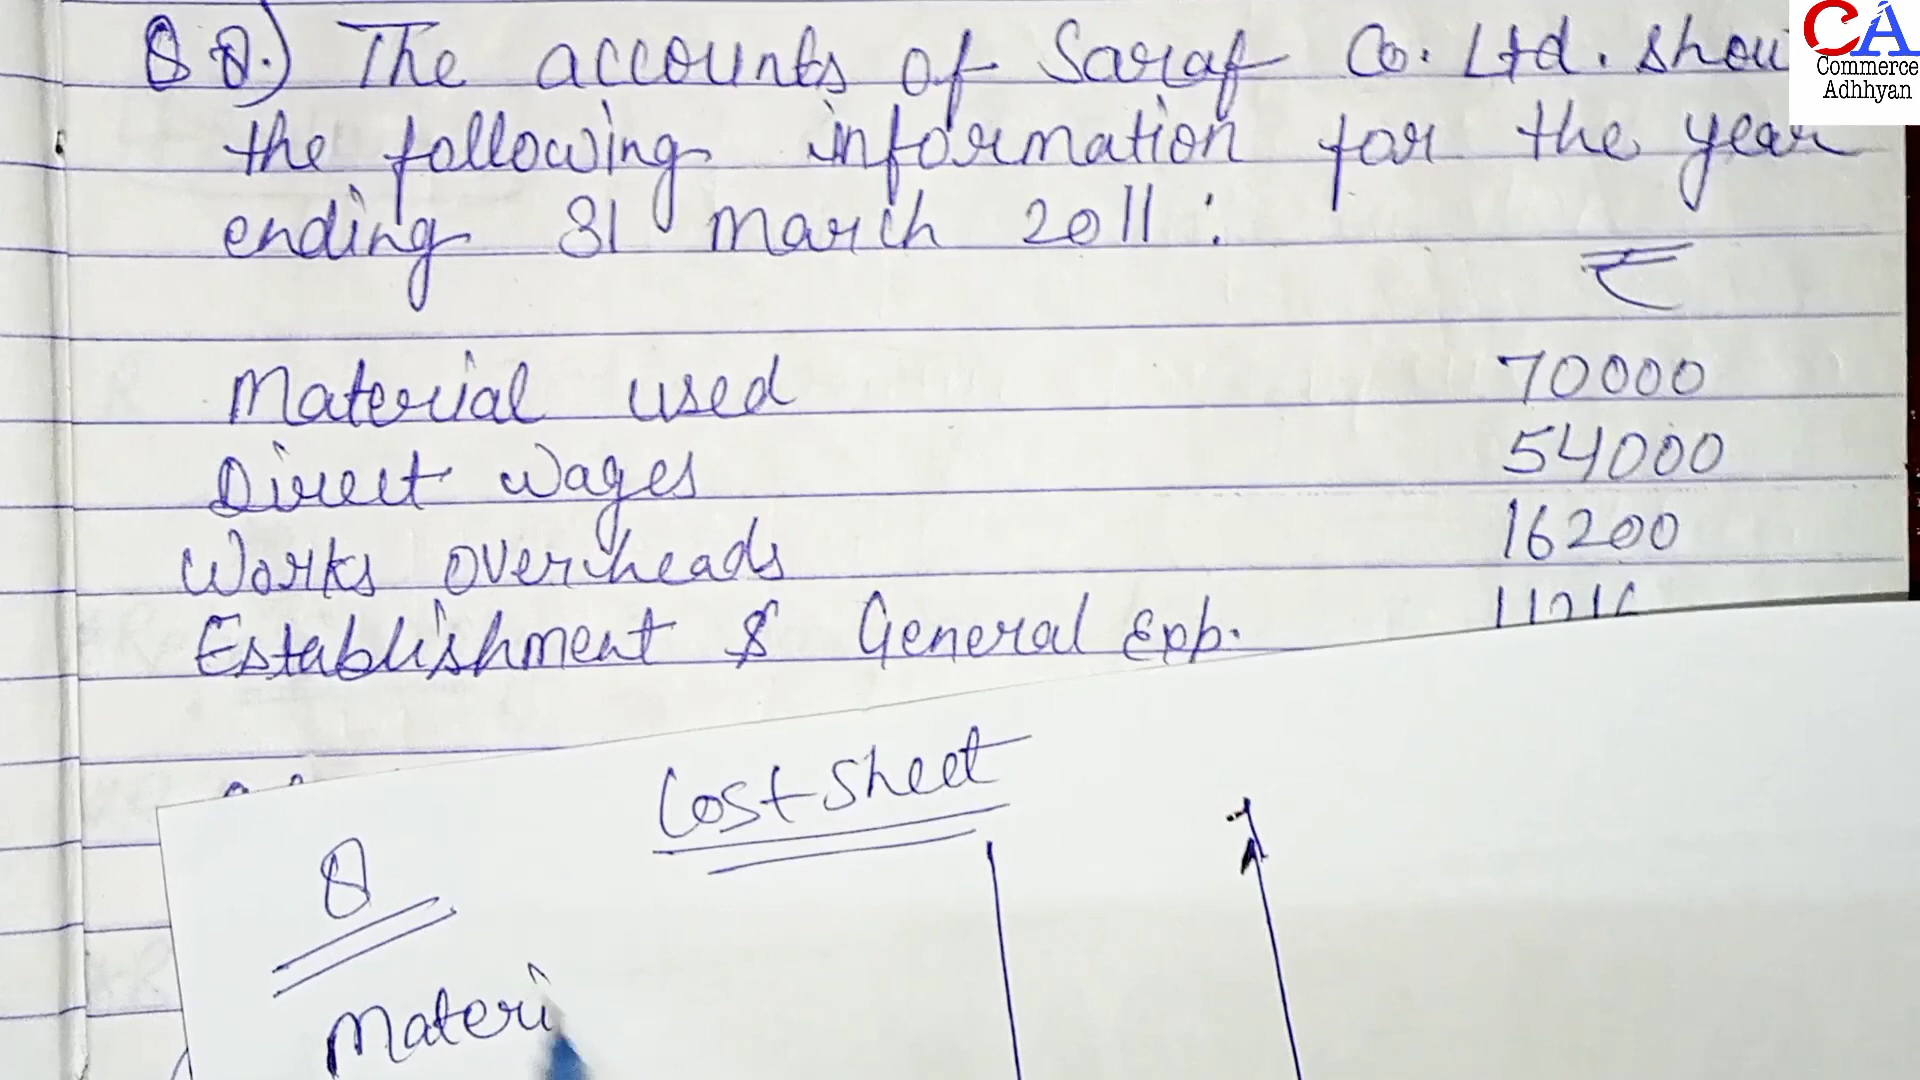 Q 8.) The accounts of Saraf Co. Ltd. show
the following information for the year
ending 31 March 2011 :
₹
Material used 70000
Direct wages 54000
Works overheads 16200
Establishment & General Exp.
Cost Sheet
8
Materi
CA
Commerce
Adhhyan